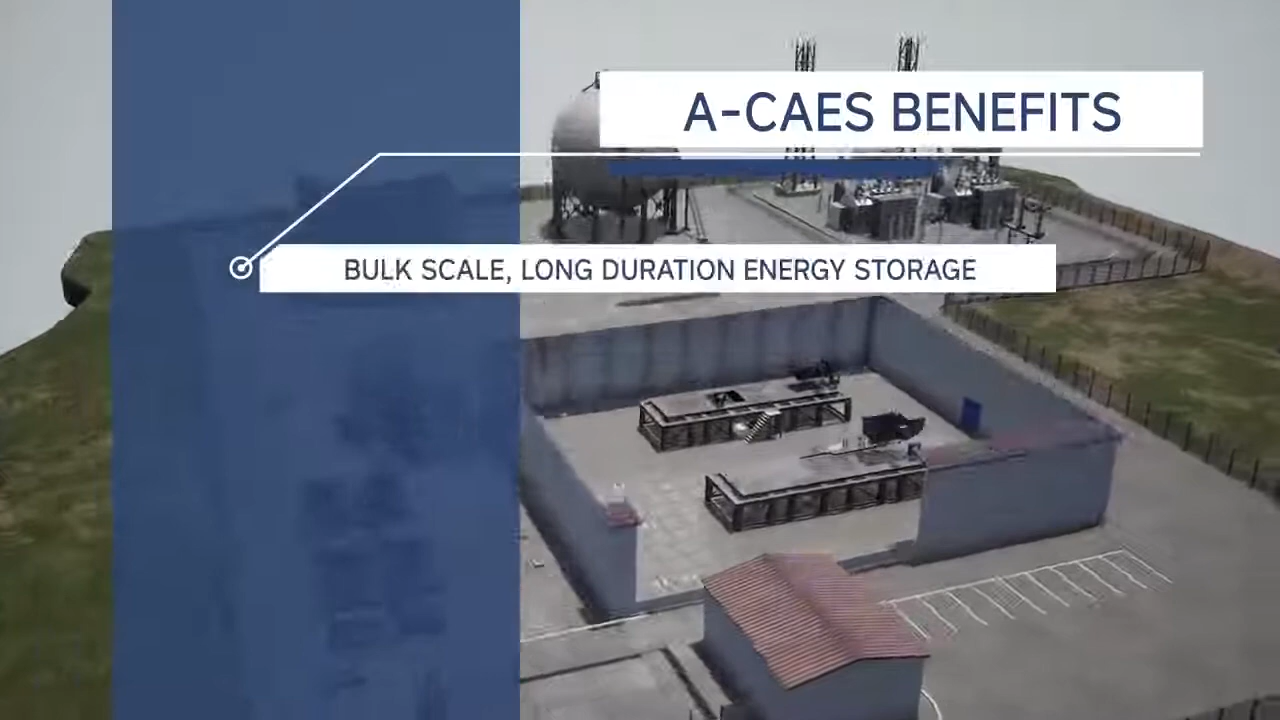 A-CAES BENEFITS
BULK SCALE, LONG DURATION ENERGY STORAGE